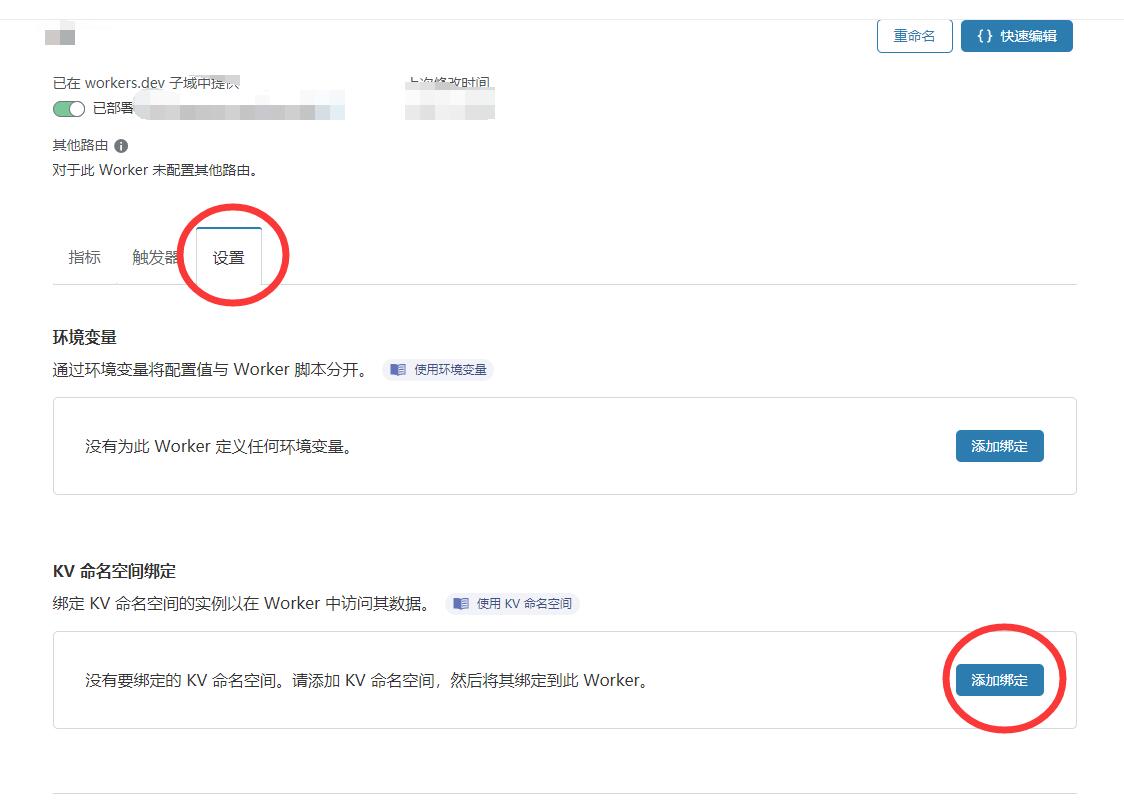 重命名
{} 快速编辑
已在 workers.dev 子域中提供
上次修改时间
已部署
其他路由
对于此 Worker 未配置其他路由。
指标
触发器
设置
环境变量
通过环境变量将配置值与 Worker 脚本分开。
使用环境变量
没有为此 Worker 定义任何环境变量。
添加绑定
KV 命名空间绑定
绑定 KV 命名空间的实例以在 Worker 中访问其数据。
使用 KV 命名空间
没有要绑定的 KV 命名空间。请添加 KV 命名空间，然后将其绑定到此 Worker。
添加绑定